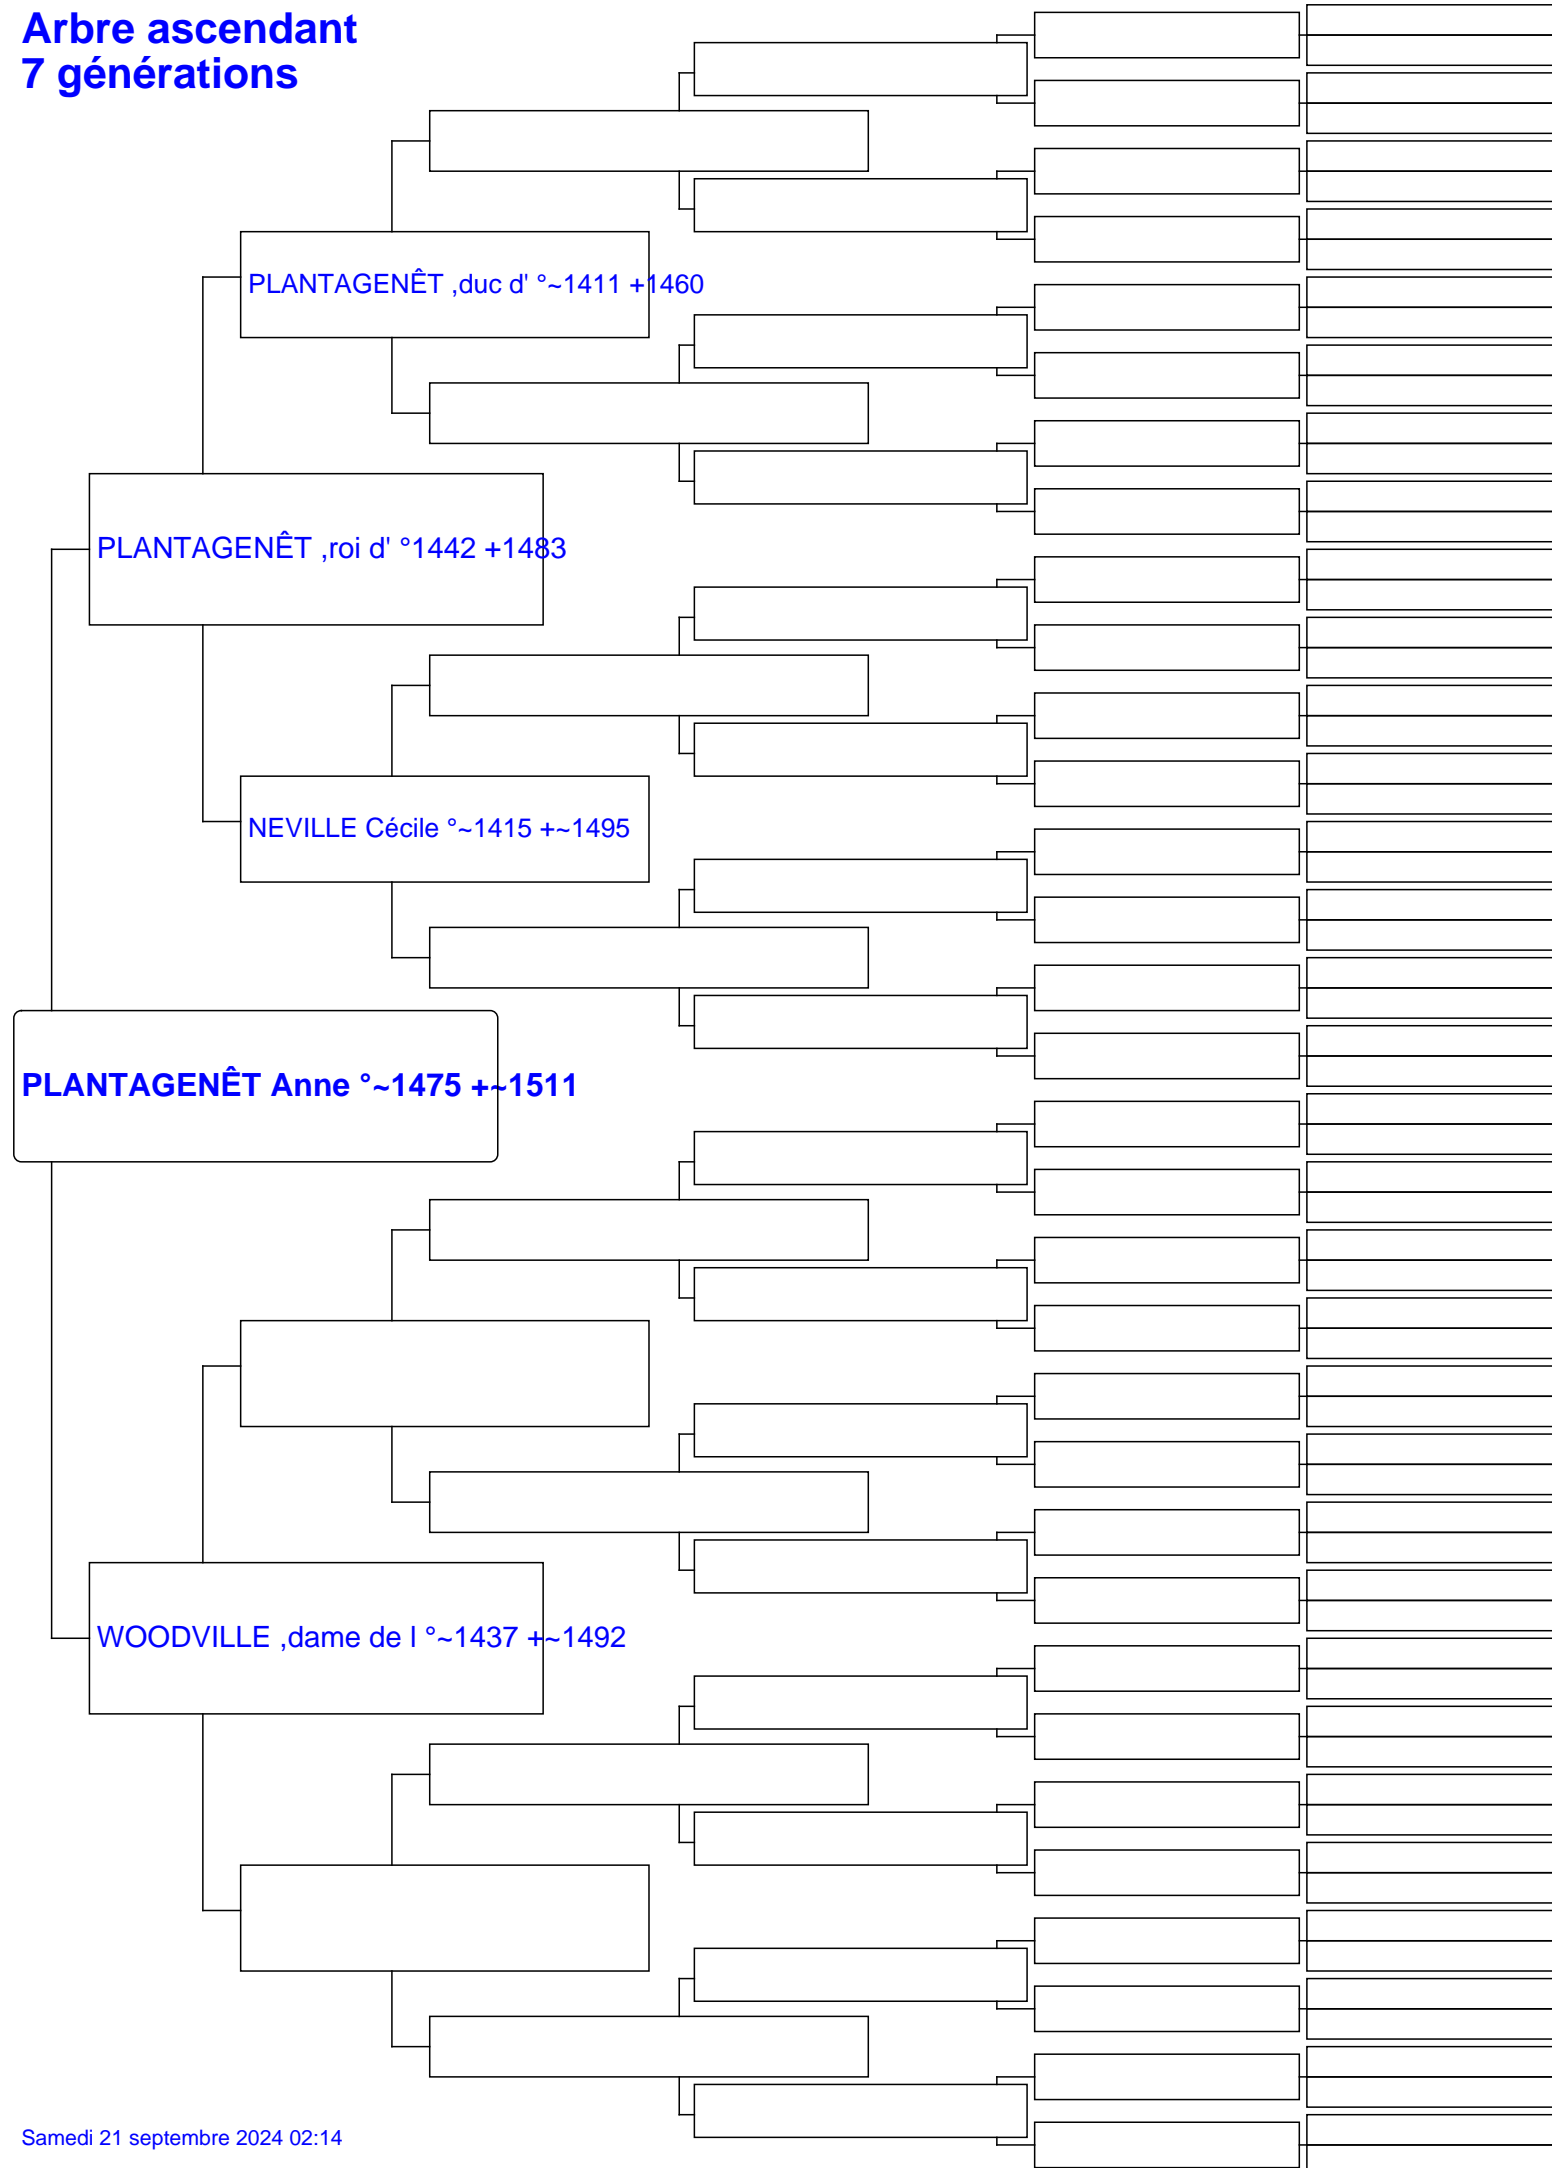 Arbre ascendant
7 générations
PLANTAGENÊT ,duc d' °~1411 +1460
PLANTAGENÊT ,roi d' °1442 +1483
NEVILLE Cécile °~1415 +~1495
PLANTAGENÊT Anne °~1475 +~1511
WOODVILLE ,dame de l °~1437 +~1492
Samedi 21 septembre 2024 02:14